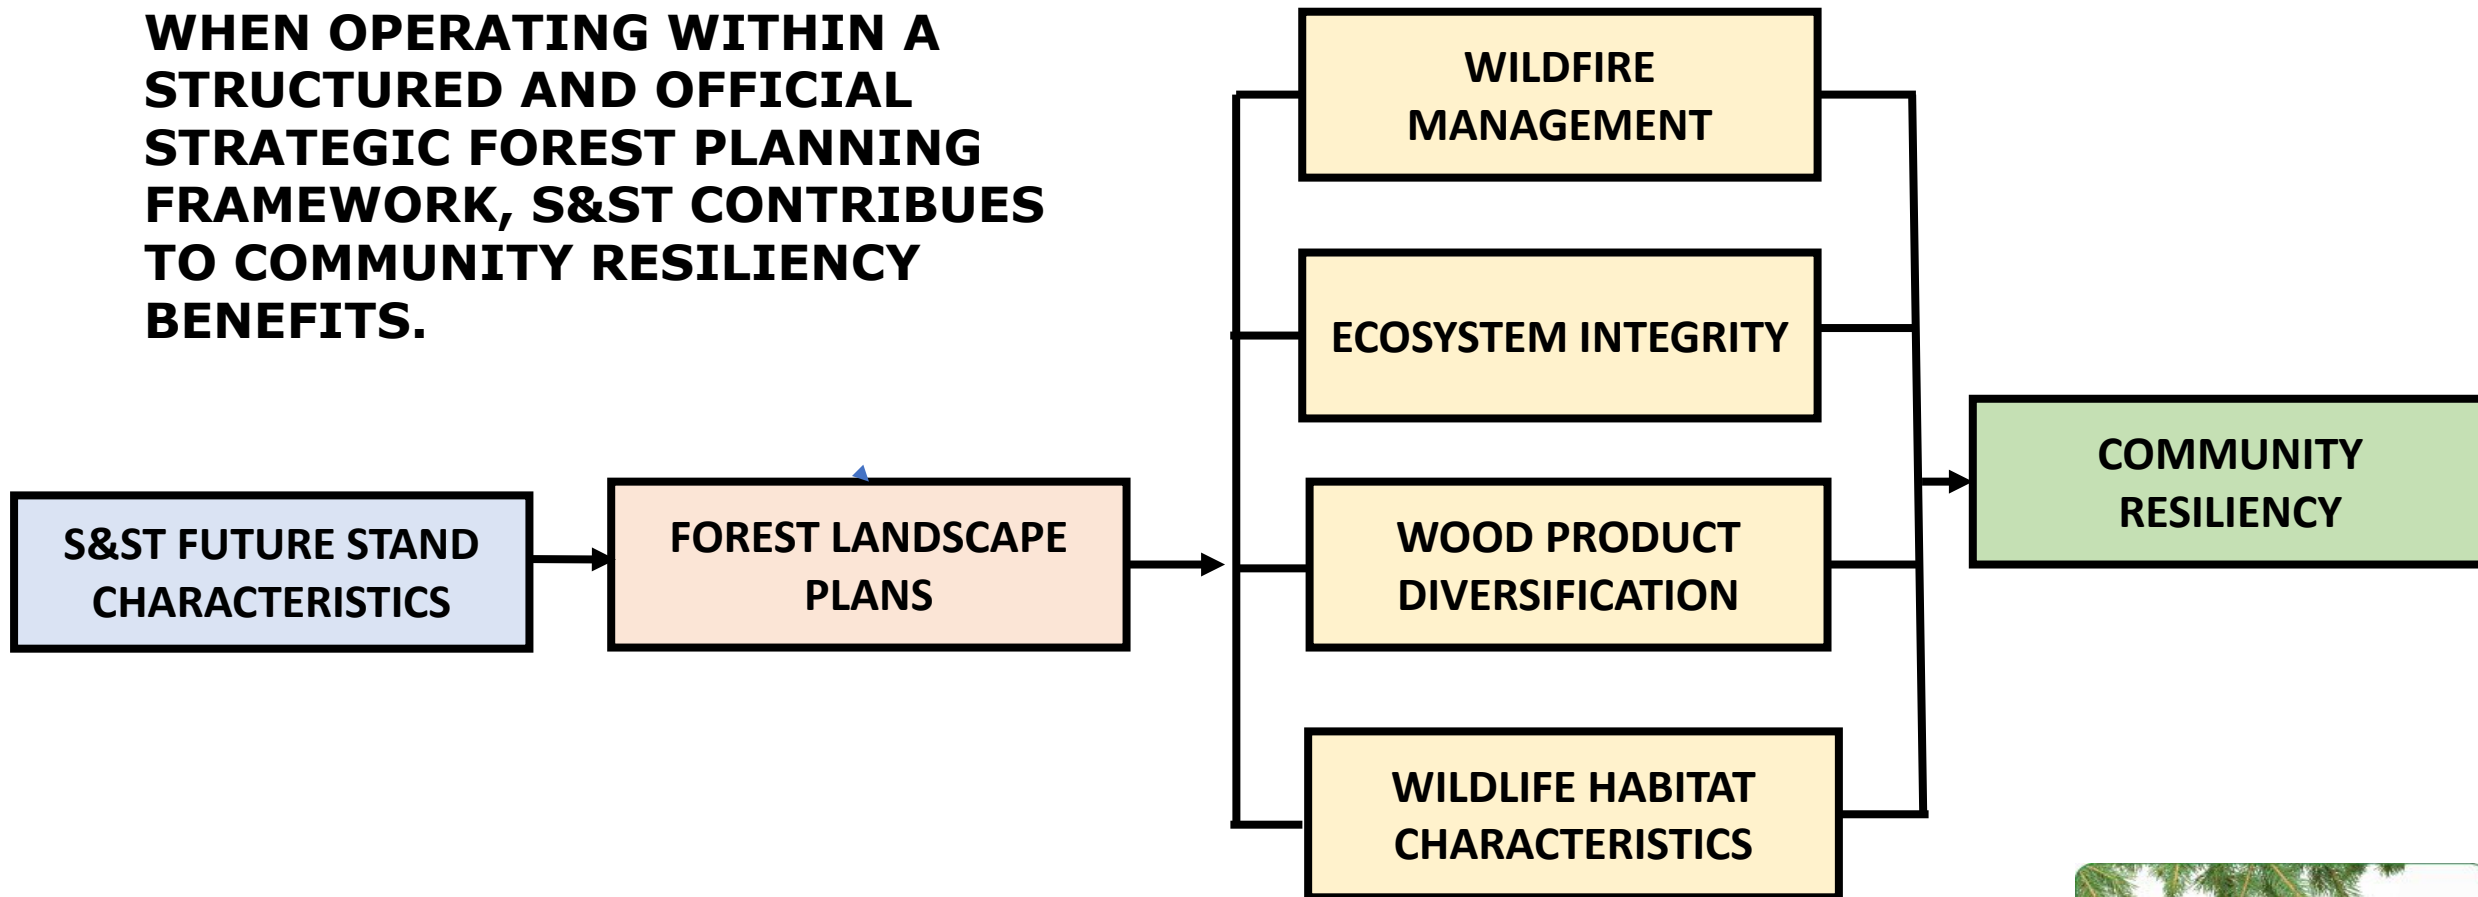 WHEN OPERATING WITHIN A
STRUCTURED AND OFFICIAL
STRATEGIC FOREST PLANNING
FRAMEWORK, S&ST CONTRIBUES
TO COMMUNITY RESILIENCY
BENEFITS.
S&ST FUTURE STAND
CHARACTERISTICS
FOREST LANDSCAPE
PLANS
WILDFIRE
MANAGEMENT
ECOSYSTEM INTEGRITY
WOOD PRODUCT
DIVERSIFICATION
WILDLIFE HABITAT
CHARACTERISTICS
COMMUNITY
RESILIENCY